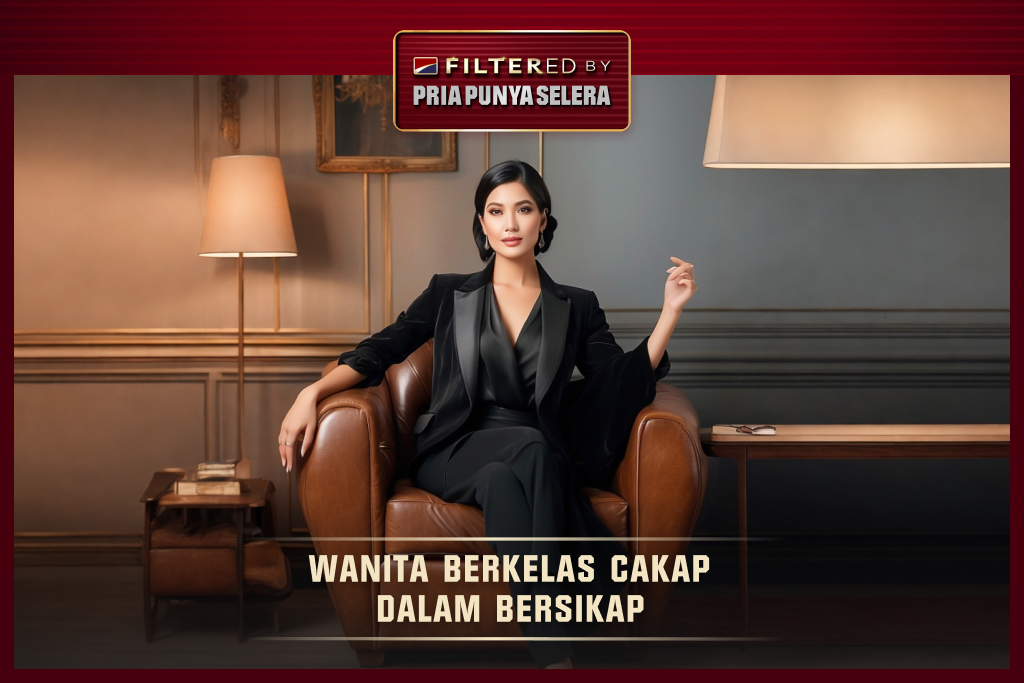 FILTERED BY
PRIA PUNYA SELERA
WANITA BERKELAS CAKAP
DALAM BERSIKAP